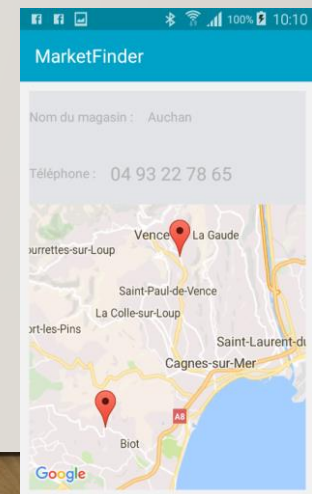 100% 10:10
MarketFinder
Nom du magasin : Auchan
Téléphone : 04 93 22 78 65
Vence La Gaude
ourrettes-sur-Loup
Saint-Paul-de-Vence
La Colle-sur-Loup
ort-les-Pins
Saint-Laurent-du
Cagnes-sur-Mer
A8
Biot
Google